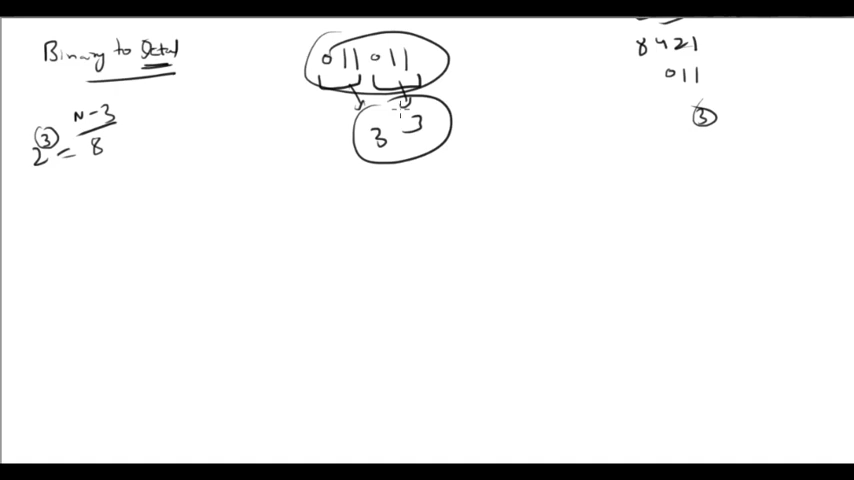 Binary to Octal
011 011
8421
011
N-3
2³ = 8
3 3
3